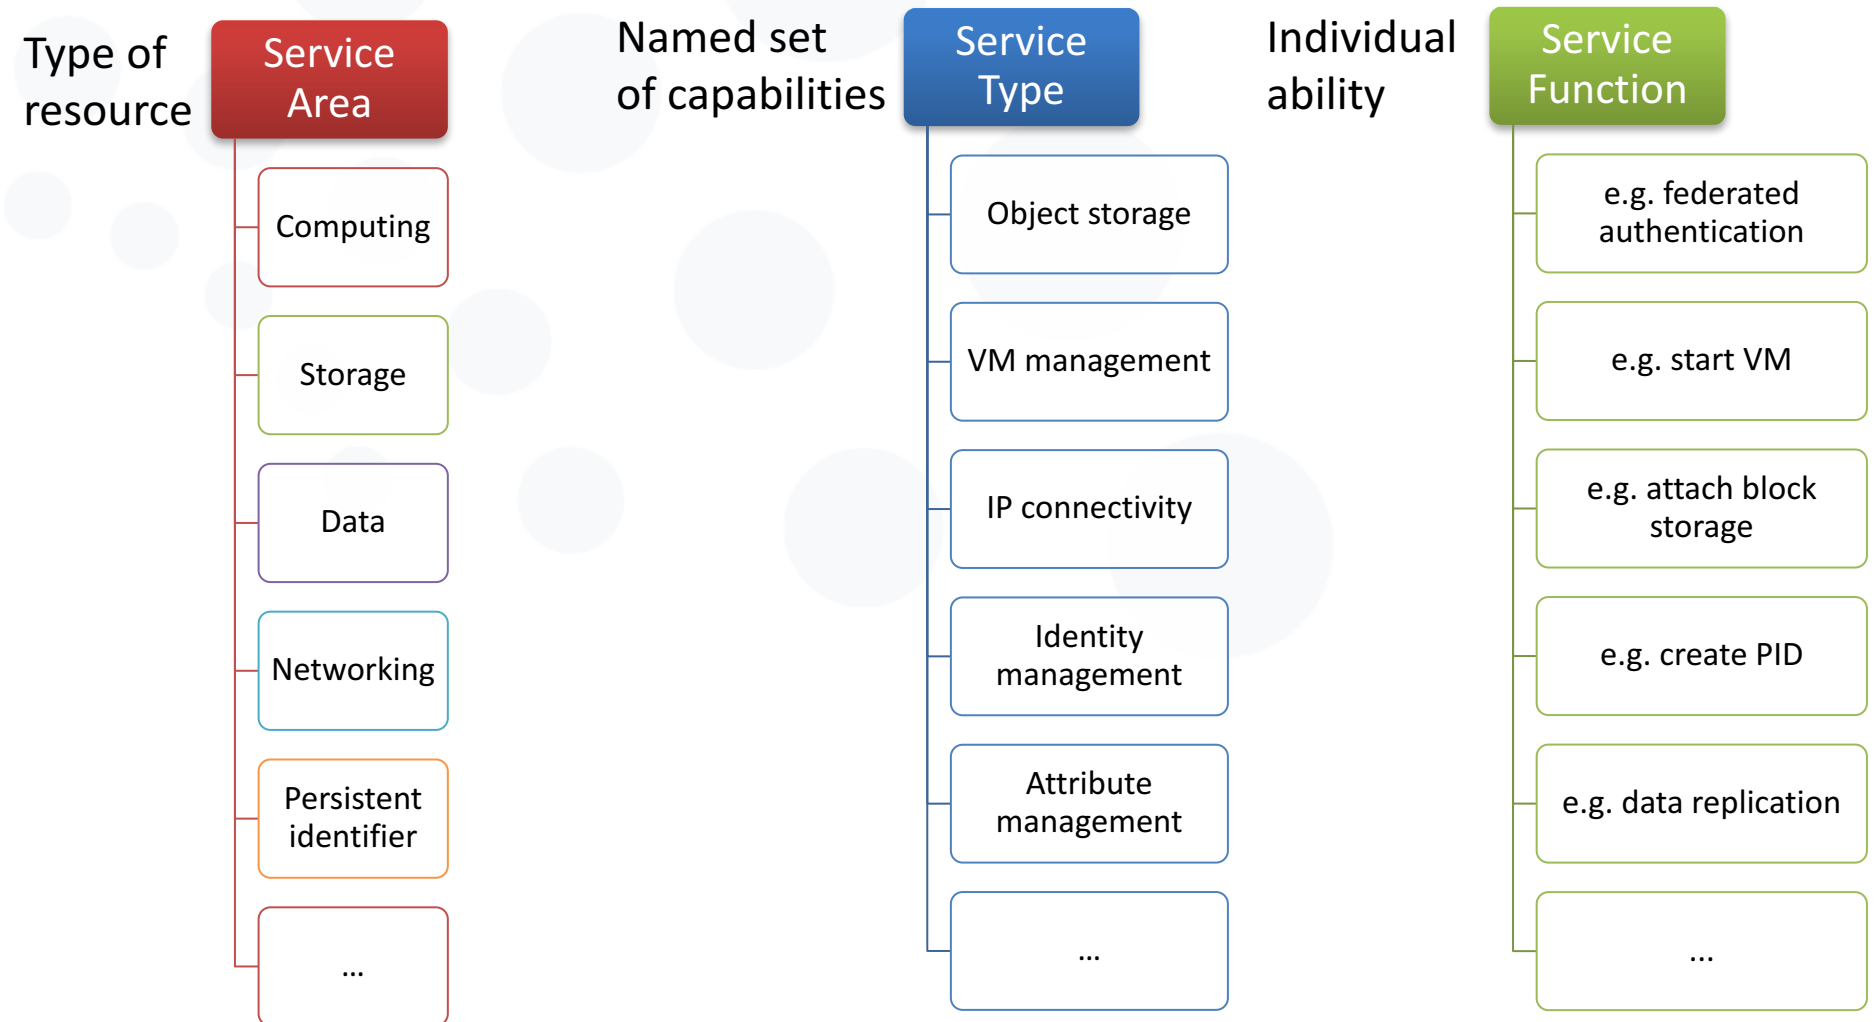 Type of
resource
Service
Area
Computing
Storage
Data
Networking
Persistent
identifier
...
Named set
of capabilities
Service
Type
Object storage
VM management
IP connectivity
Identity
management
Attribute
management
...
Individual
ability
Service
Function
e.g. federated
authentication
e.g. start VM
e.g. attach block
storage
e.g. create PID
e.g. data replication
...